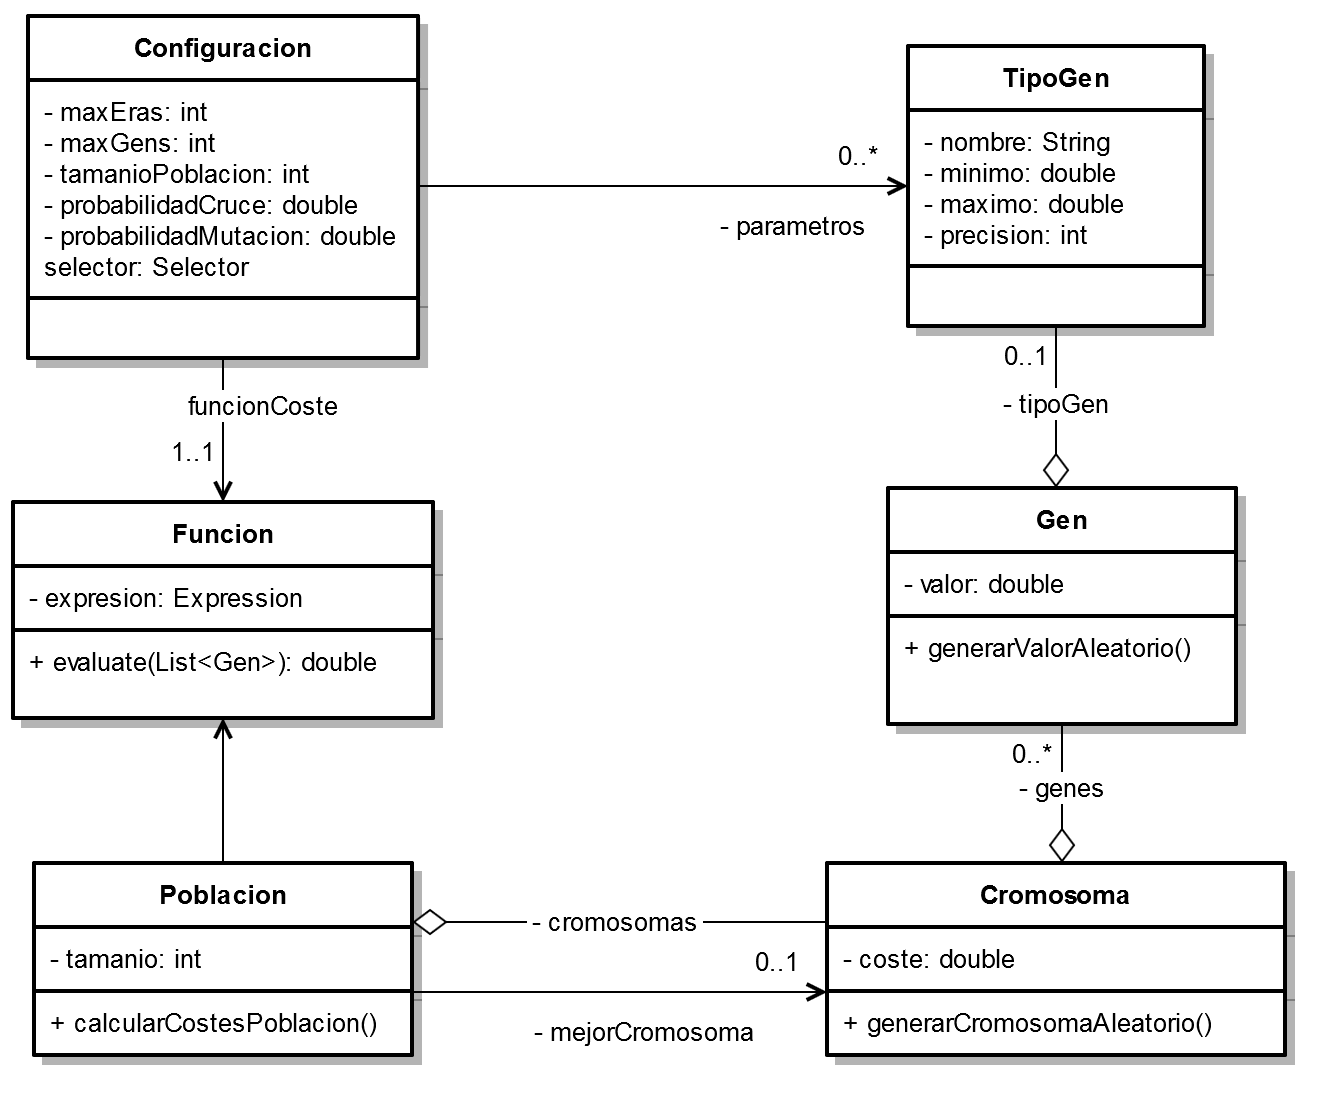 Configuracion
- maxEras: int
- maxGens: int
- tamanioPoblacion: int
- probabilidadCruce: double
- probabilidadMutacion: double
selector: Selector
TipoGen
- nombre: String
- minimo: double
- maximo: double
- precision: int
0..*
- parametros
funcionCoste
1..1
0..1
- tipoGen
Funcion
- expresion: Expression
+ evaluate(List<Gen>): double
Gen
- valor: double
+ generarValorAleatorio()
0..*
- genes
Poblacion
- tamanio: int
+ calcularCostesPoblacion()
- cromosomas
0..1
- mejorCromosoma
Cromosoma
- coste: double
+ generarCromosomaAleatorio()